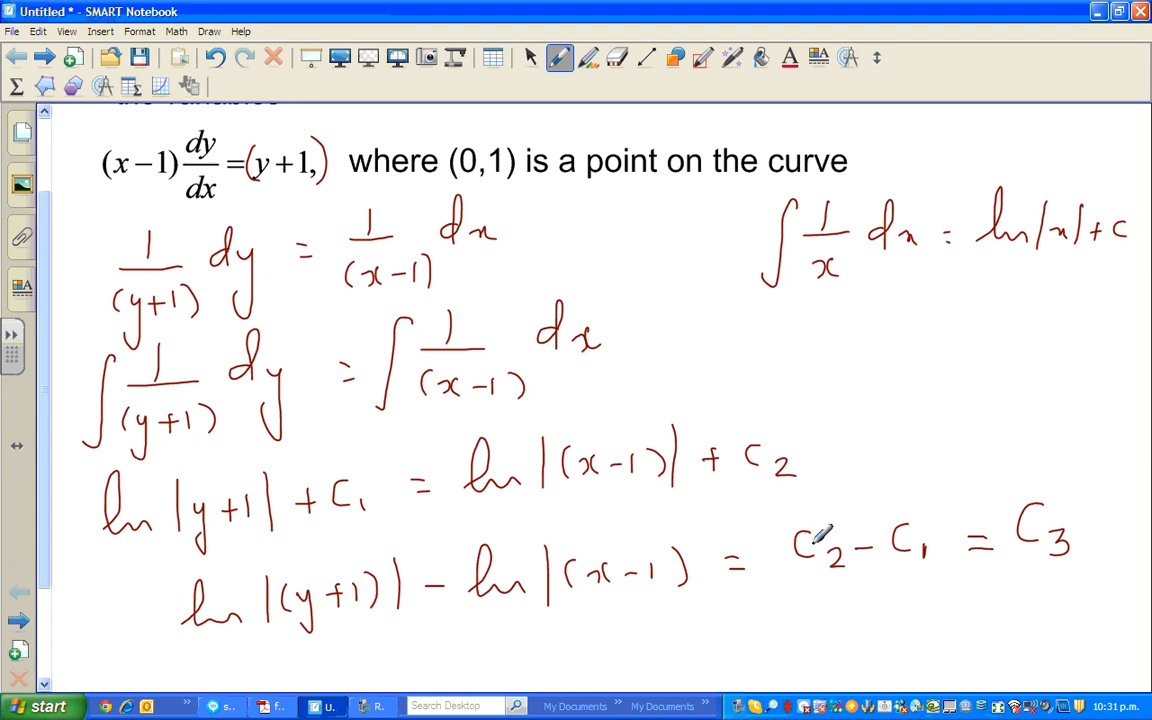 Untitled * - SMART Notebook
File Edit View Insert Format Math Draw Help
(x − 1) dy/dx = (y + 1,) where (0,1) is a point on the curve
1/(y+1) dy = 1/(x−1) dx
∫ 1/x dx = ln|x| + c
∫ 1/(y+1) dy = ∫ 1/(x−1) dx
ln|y+1| + C₁ = ln|(x−1)| + C₂
ln|(y+1)| − ln|(x−1) = C₂ − C₁ = C₃
start s... f... U. R. Search Desktop My Documents » My Documents » 10:31 p.m.